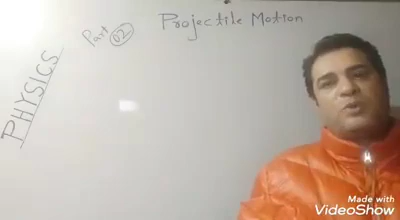 Projectile Motion
Part 02
PHYSICS
Made with
VideoShow